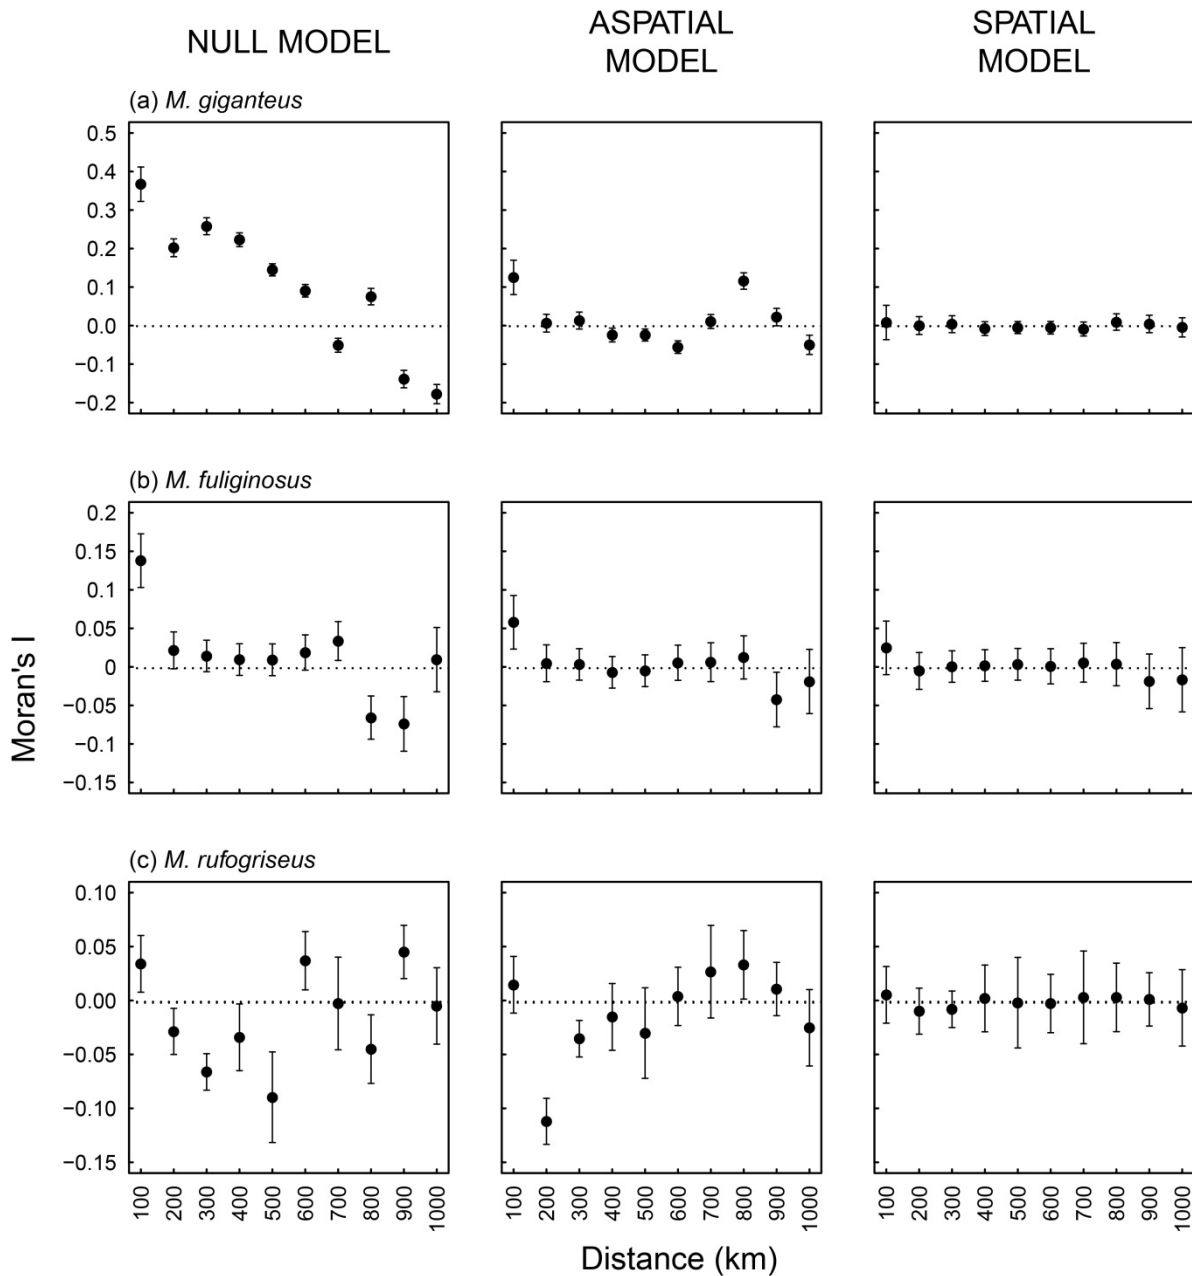 NULL MODEL
ASPATIAL
MODEL
SPATIAL
MODEL
(a) M. giganteus
0.5
0.4
0.3
0.2
0.1
0.0
−0.1
−0.2
(b) M. fuliginosus
0.2
0.15
0.1
0.05
0
−0.05
−0.1
−0.15
Moran's I
(c) M. rufogriseus
0.10
0.05
0.00
−0.05
−0.10
−0.15
100 200 300 400 500 600 700 800 900 1000
100 200 300 400 500 600 700 800 900 1000
100 200 300 400 500 600 700 800 900 1000
Distance (km)